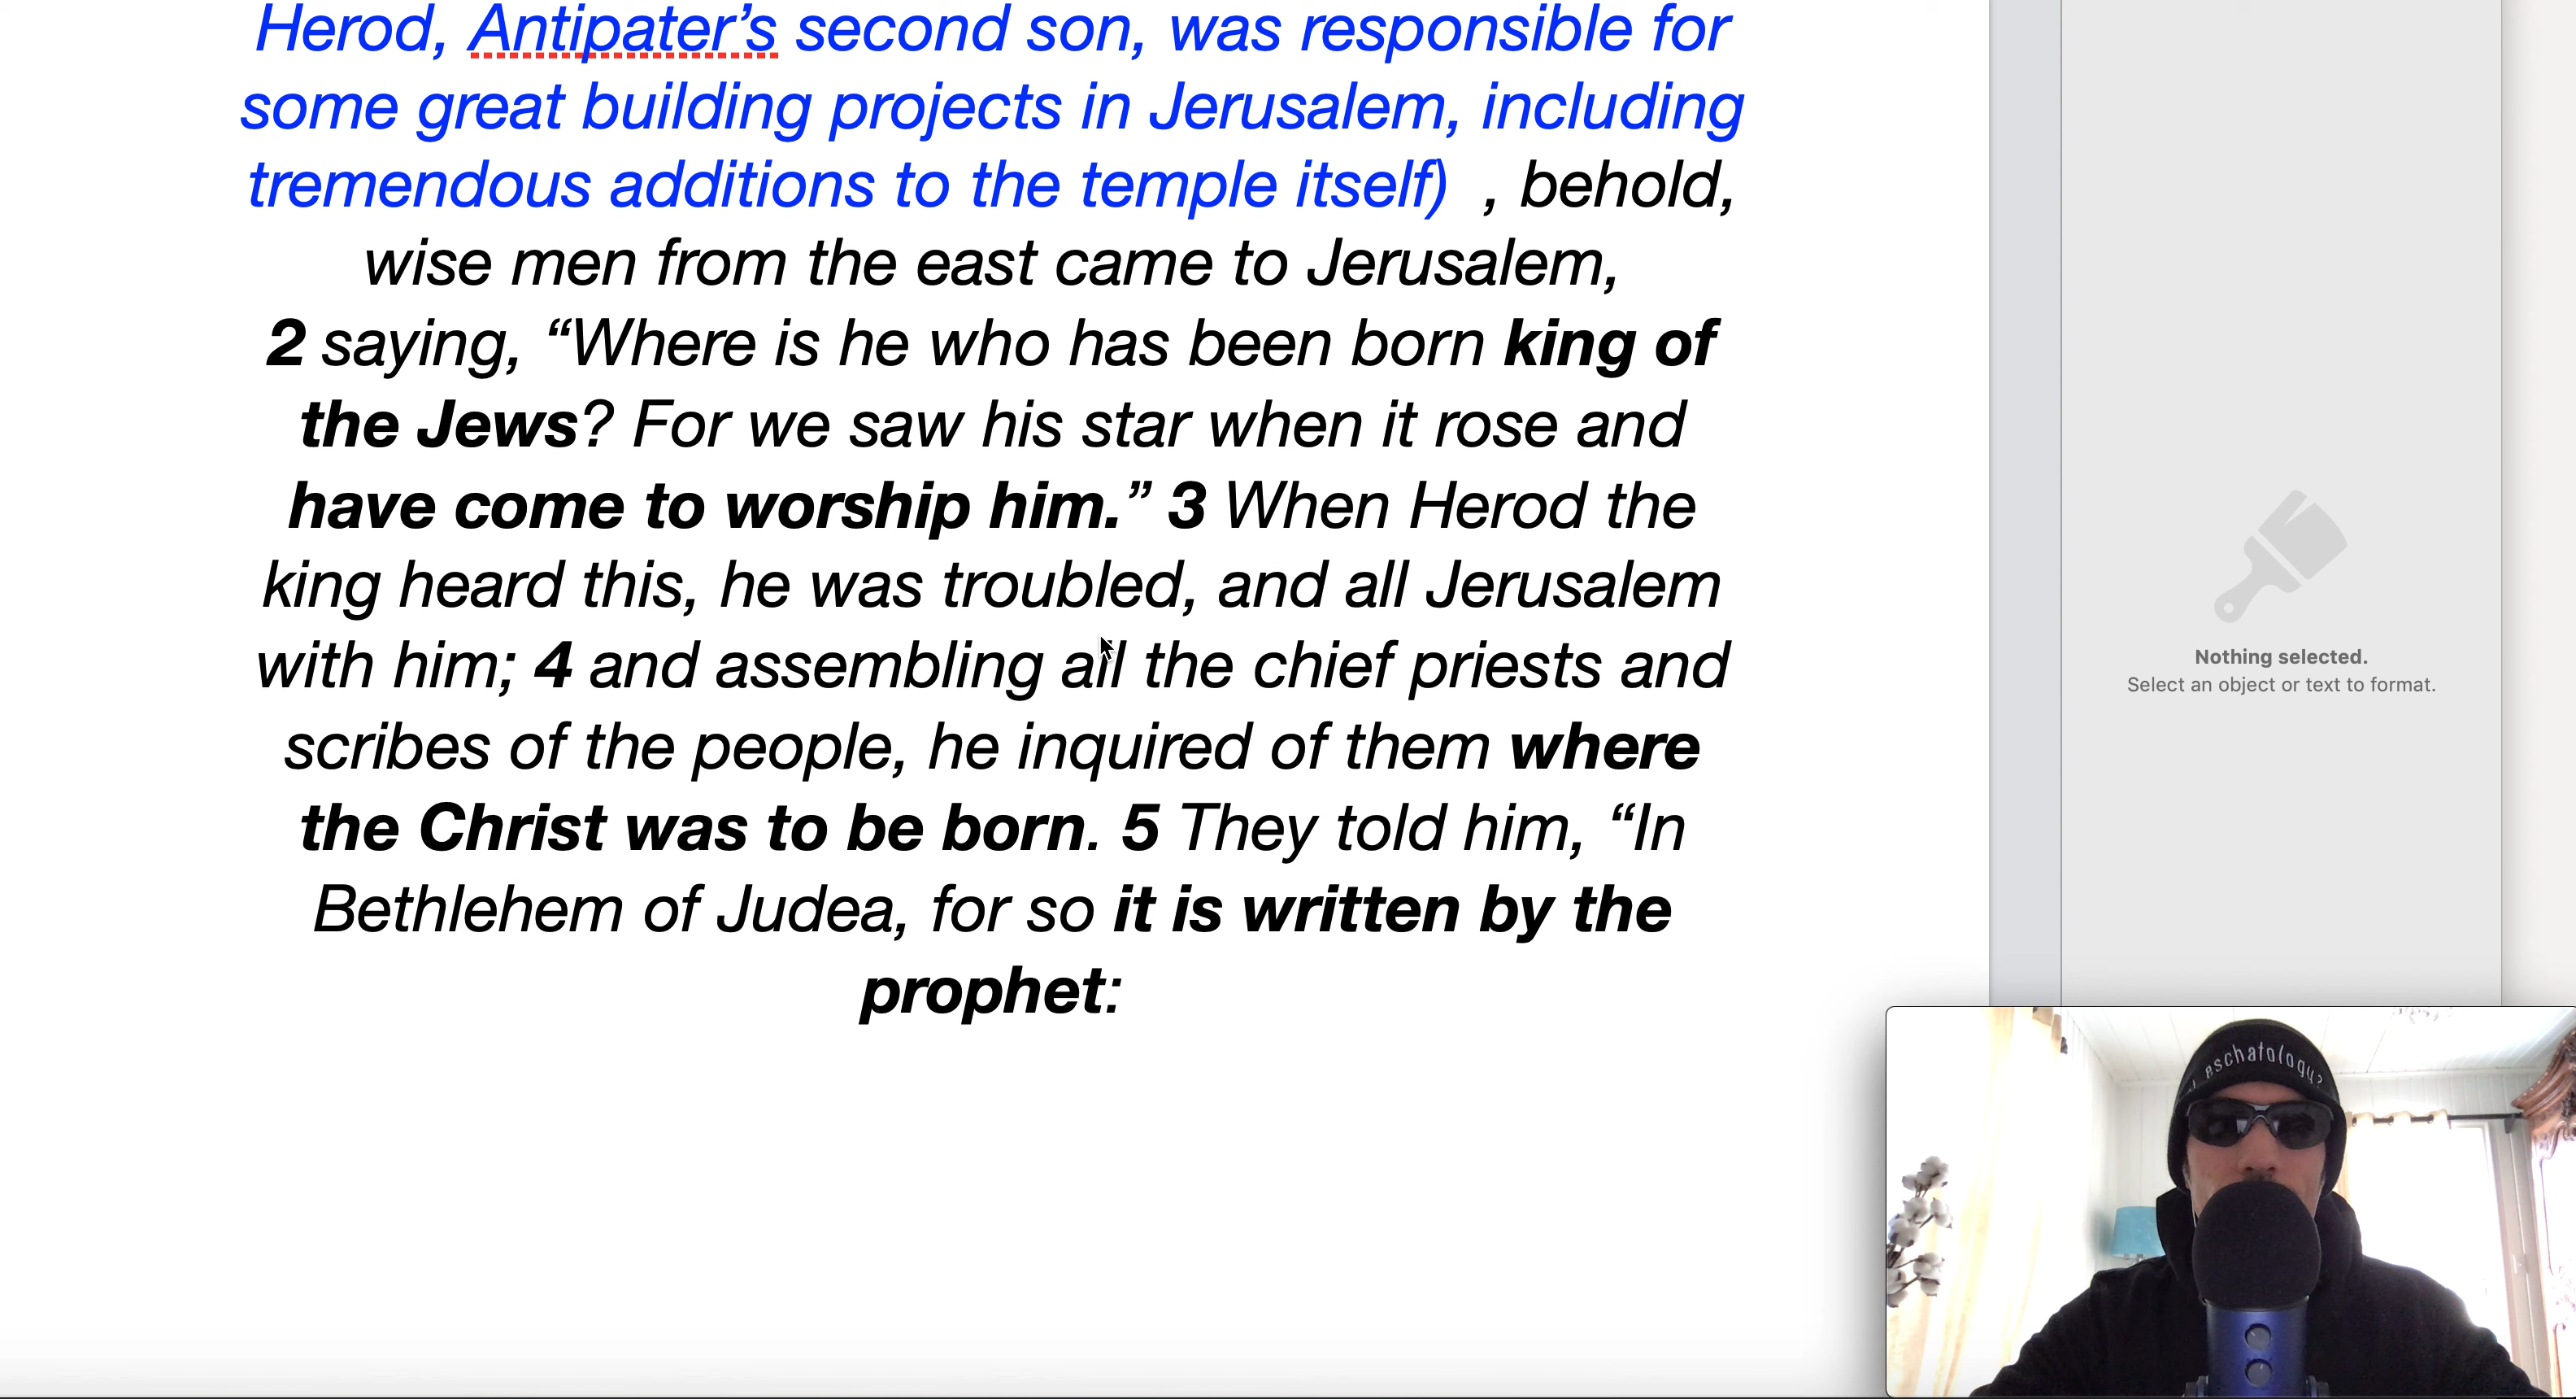 Herod, Antipater’s second son, was responsible for
some great building projects in Jerusalem, including
tremendous additions to the temple itself)  , behold,
wise men from the east came to Jerusalem,
2 saying, “Where is he who has been born king of
the Jews? For we saw his star when it rose and
have come to worship him.” 3 When Herod the
king heard this, he was troubled, and all Jerusalem
with him; 4 and assembling all the chief priests and
scribes of the people, he inquired of them where
the Christ was to be born. 5 They told him, “In
Bethlehem of Judea, for so it is written by the
prophet:
Nothing selected.
Select an object or text to format.